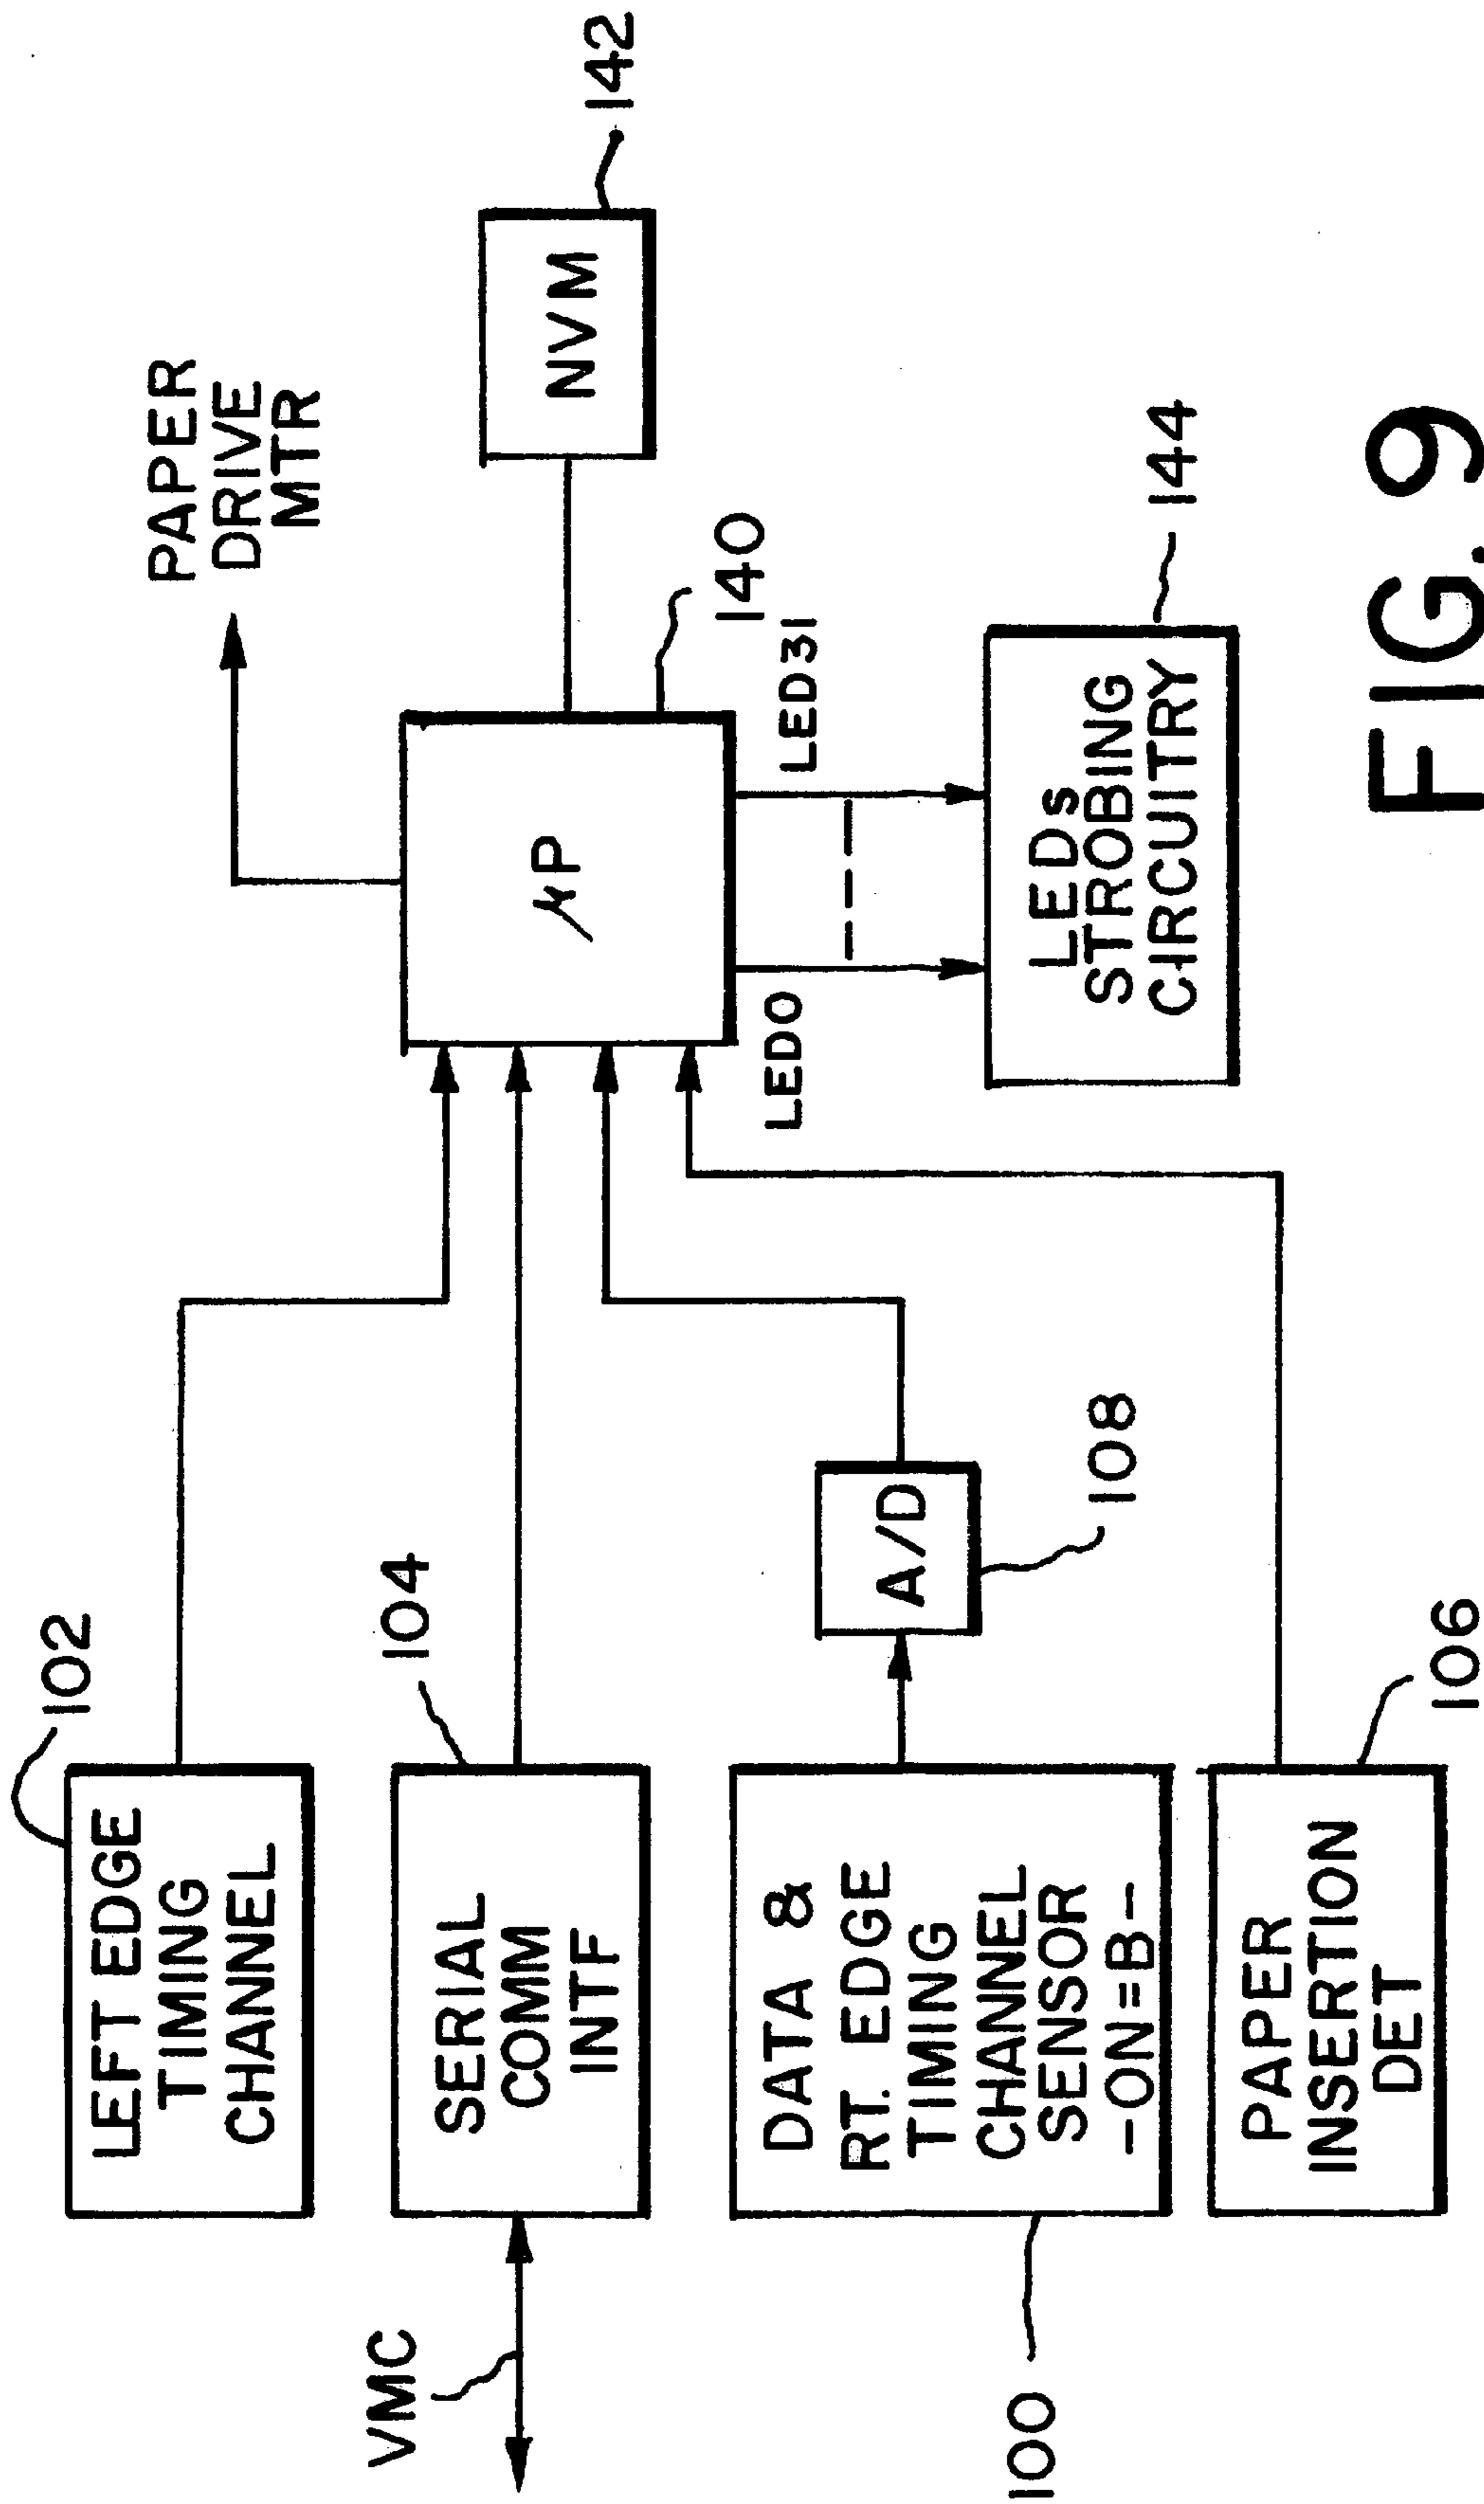 102
LEFT EDGE
TIMING
CHANNEL
PAPER
DRIVE
MTR
VMC
104
SERIAL
COMM
INTF
μP
140
NVM
142
LED0
LED31
DATA &
RT. EDGE
TIMING
CHANNEL
SENSOR
-ON=B-
100
A/D
108
LEDs
STROBING
CIRCUITRY
144
PAPER
INSERTION
DET
106
FIG. 9